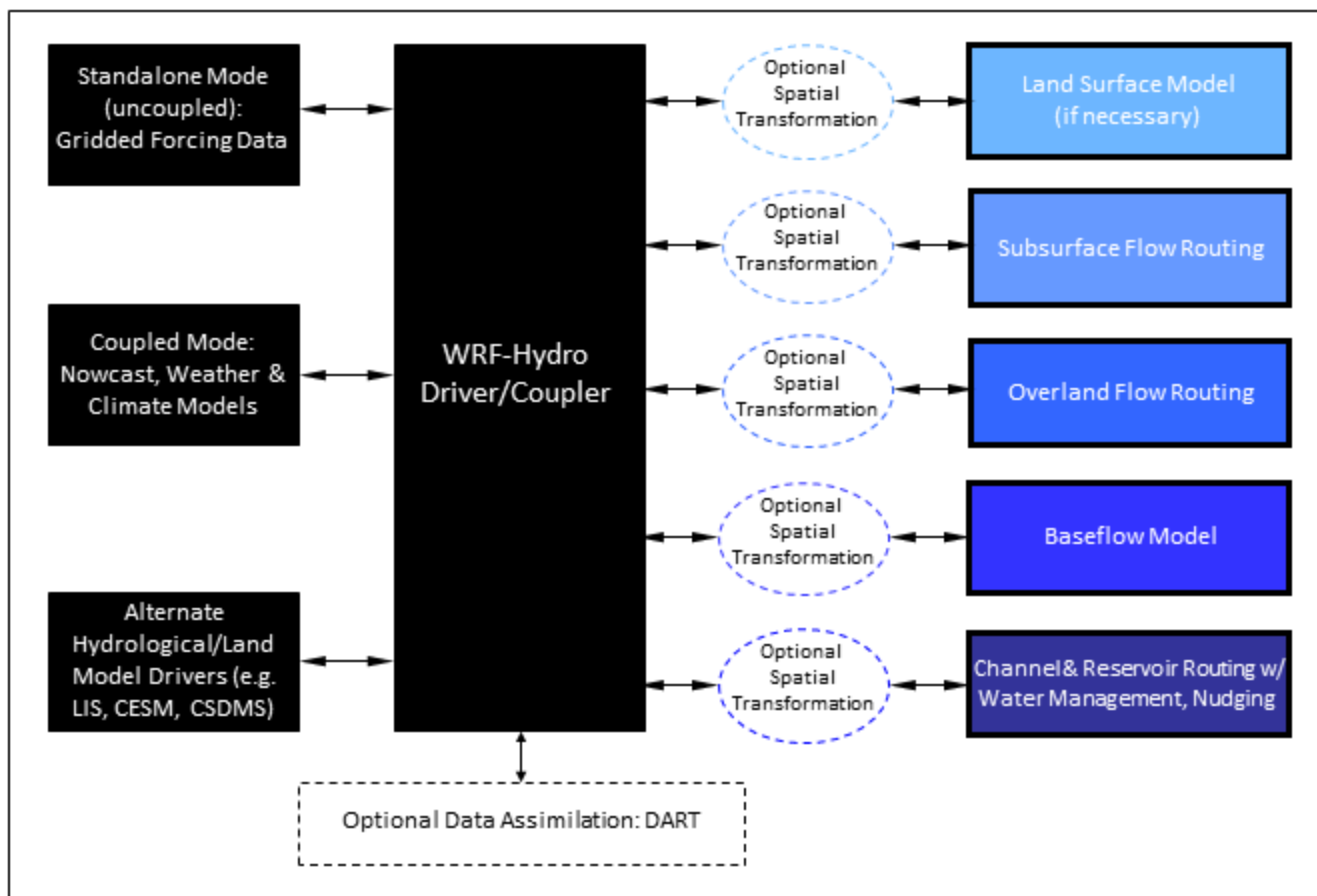 Standalone Mode
(uncoupled):
Gridded Forcing Data
Coupled Mode:
Nowcast, Weather &
Climate Models
Alternate
Hydrological/Land
Model Drivers (e.g.
LIS, CESM, CSDMS)
WRF-Hydro
Driver/Coupler
Optional
Spatial
Transformation
Land Surface Model
(if necessary)
Optional
Spatial
Transformation
Subsurface Flow Routing
Optional
Spatial
Transformation
Overland Flow Routing
Optional
Spatial
Transformation
Baseflow Model
Optional
Spatial
Transformation
Channel& Reservoir Routing w/
Water Management, Nudging
Optional Data Assimilation: DART